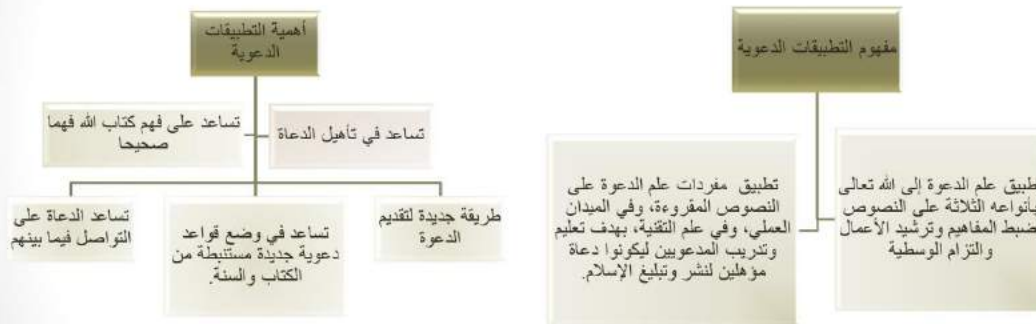 مفهوم التطبيقات الدعوية
تطبيق علم الدعوة إلى الله تعالى
بأنواعه الثلاثة على النصوص
لضبط المفاهيم وترشيد الأعمال
والتزام الوسطية
تطبيق مفردات علم الدعوة على
النصوص المقروءة، وفي الميدان
العملي، وفي علم التقنية، بهدف تعليم
وتدريب المدعويين ليكونوا دعاة
مؤهلين لنشر وتبليغ الإسلام.
أهمية التطبيقات
الدعوية
تساعد في تأهيل الدعاة
تساعد على فهم كتاب الله فهما
صحيحا
طريقة جديدة لتقديم
الدعوة
تساعد في وضع قواعد
دعوية جديدة مستنبطة من
الكتاب والسنة.
تساعد الدعاة على
التواصل فيما بينهم